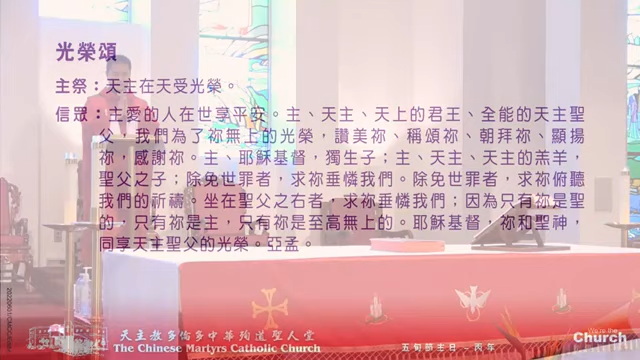 光榮頌
主祭：天主在天受光榮。
信眾：主愛的人在世享平安。主、天主、天上的君王、全能的天主聖
父，我們為了祢無上的光榮，讚美祢、稱頌祢、朝拜祢、顯揚
祢，感謝祢。主、耶穌基督，獨生子；主、天主、天主的羔羊，
聖父之子；除免世罪者，求祢垂憐我們。除免世罪者，求祢俯聽
我們的祈禱。坐在聖父之右者，求祢垂憐我們；因為只有祢是聖
的，只有祢是主，只有祢是至高無上的。耶穌基督，祢和聖神，
同享天主聖父的光榮。亞孟。
天主教多倫多中華殉道聖人堂
The Chinese Martyrs Catholic Church
五旬節主日 - 丙年
We're the
Church